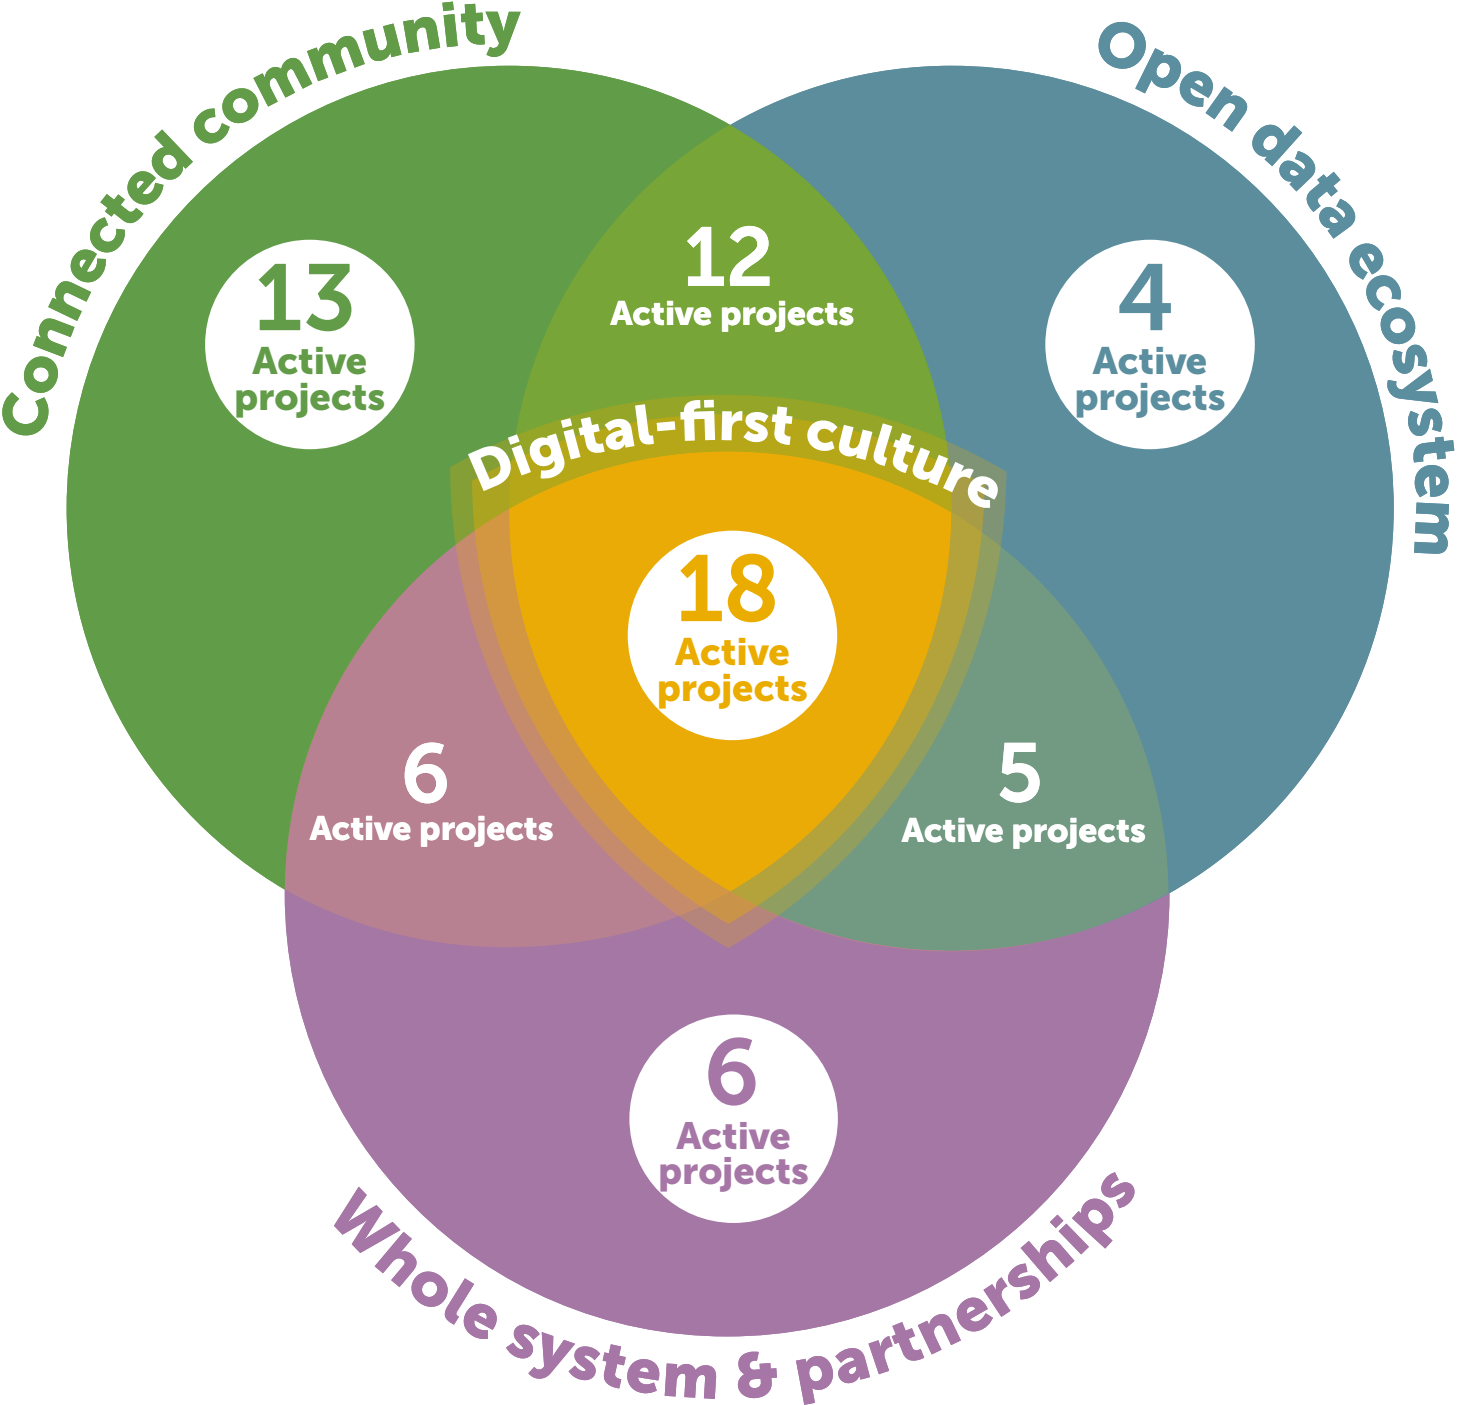 Connected community
Open data ecosystem
13
Active
projects
12
Active projects
4
Active
projects
Digital-first culture
18
Active
projects
6
Active projects
5
Active projects
6
Active
projects
Whole system & partnerships